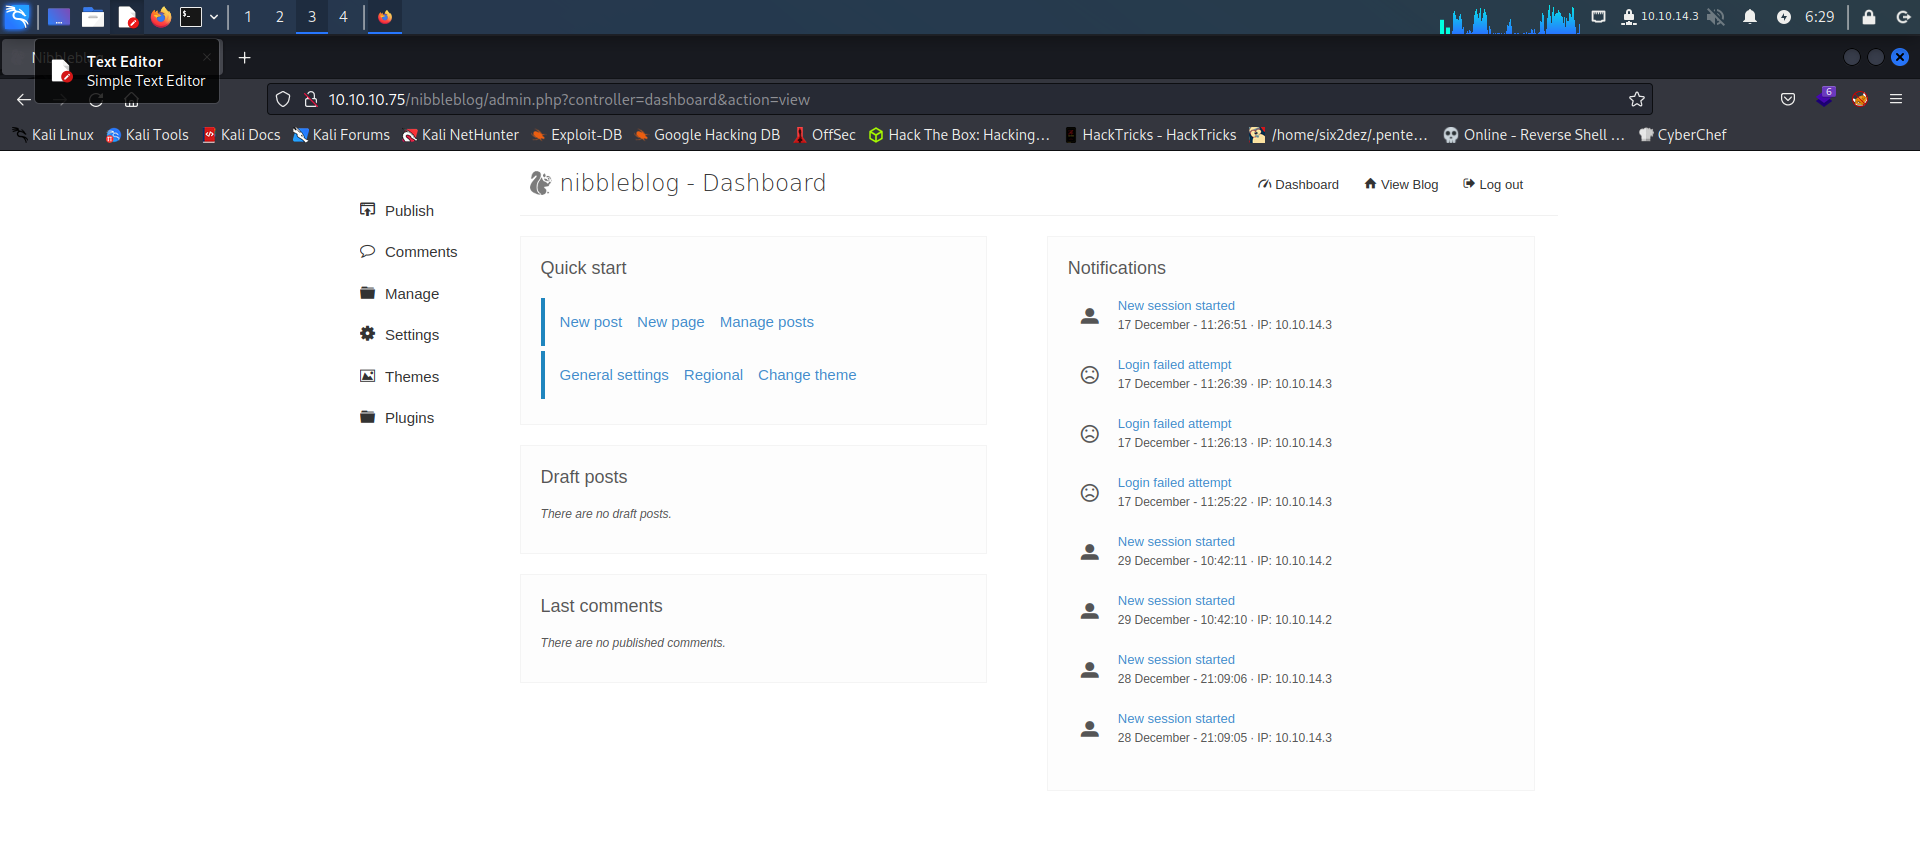 1 2 3 4 10.10.14.3 6:29
Nibbleblog
Text Editor
Simple Text Editor
10.10.10.75/nibbleblog/admin.php?controller=dashboard&action=view 6
Kali Linux Kali Tools Kali Docs Kali Forums Kali NetHunter Exploit-DB Google Hacking DB OffSec Hack The Box: Hacking... HackTricks - HackTricks /home/six2dez/.pente... Online - Reverse Shell ... CyberChef
nibbleblog - Dashboard
Dashboard View Blog Log out
Publish
Comments
Manage
Settings
Themes
Plugins
Quick start
New post New page Manage posts
General settings Regional Change theme
Draft posts
There are no draft posts.
Last comments
There are no published comments.
Notifications
New session started
17 December - 11:26:51 · IP: 10.10.14.3
Login failed attempt
17 December - 11:26:39 · IP: 10.10.14.3
Login failed attempt
17 December - 11:26:13 · IP: 10.10.14.3
Login failed attempt
17 December - 11:25:22 · IP: 10.10.14.3
New session started
29 December - 10:42:11 · IP: 10.10.14.2
New session started
29 December - 10:42:10 · IP: 10.10.14.2
New session started
28 December - 21:09:06 · IP: 10.10.14.3
New session started
28 December - 21:09:05 · IP: 10.10.14.3